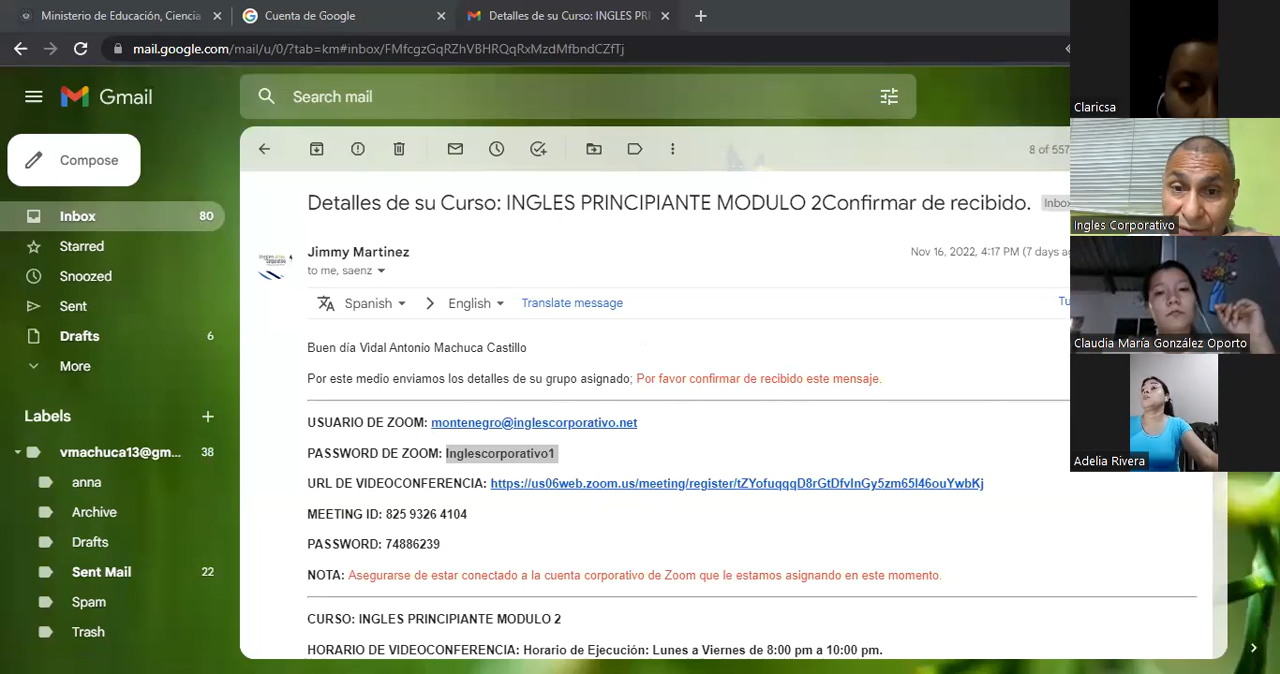 Ministerio de Educación, Ciencia
Cuenta de Google
Detalles de su Curso: INGLES PRI
mail.google.com/mail/u/0/?tab=km#inbox/FMfcgzGqRZhVBHRQqRxMzdMfbndCZfTj
Gmail
Search mail
Compose
Inbox 80
Starred
Snoozed
Sent
Drafts 6
More
Labels
vmachuca13@gm... 38
anna
Archive
Drafts
Sent Mail 22
Spam
Trash
8 of 557
Detalles de su Curso: INGLES PRINCIPIANTE MODULO 2Confirmar de recibido.
Inbox
Jimmy Martinez
Nov 16, 2022, 4:17 PM (7 days ag
to me, saenz
Spanish > English Translate message
Tu
Buen día Vidal Antonio Machuca Castillo
Por este medio enviamos los detalles de su grupo asignado; Por favor confirmar de recibido este mensaje.
USUARIO DE ZOOM: montenegro@inglescorporativo.net
PASSWORD DE ZOOM: Inglescorporativo1
URL DE VIDEOCONFERENCIA: https://us06web.zoom.us/meeting/register/tZYofuqqqD8rGtDfvInGy5zm65I46ouYwbKj
MEETING ID: 825 9326 4104
PASSWORD: 74886239
NOTA: Asegurarse de estar conectado a la cuenta corporativo de Zoom que le estamos asignando en este momento.
CURSO: INGLES PRINCIPIANTE MODULO 2
HORARIO DE VIDEOCONFERENCIA: Horario de Ejecución: Lunes a Viernes de 8:00 pm a 10:00 pm.
Claricsa
Ingles Corporativo
Claudia María González Oporto
Adelia Rivera